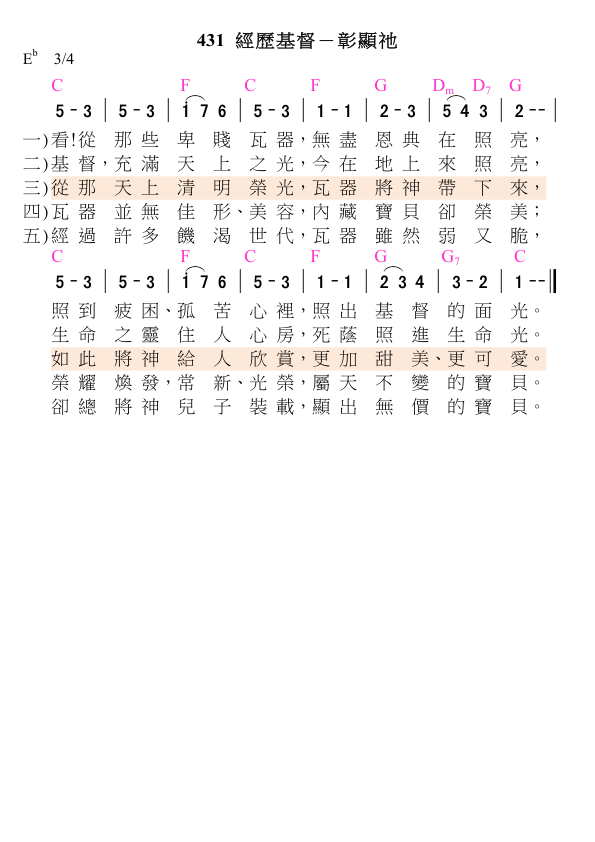 431 經歷基督－彰顯祂
E♭ 3/4
C F C F G Dm D7 G
5 - 3 | 5 - 3 | i 7 6 | 5 - 3 | 1 - 1 | 2 - 3 | 5 4 3 | 2 - - |
一)看!從 那些 卑賤 瓦器，無盡 恩典 在照 亮，
二)基督，充滿 天上 之光，今在 地上 來照 亮，
三)從那 天上 清明 榮光，瓦器 將神 帶下 來，
四)瓦器 並無 佳形、美容，內藏 寶貝 卻榮 美；
五)經過 許多 饑渴 世代，瓦器 雖然 弱又 脆，
C F C F G G7 C
5 - 3 | 5 - 3 | i 7 6 | 5 - 3 | 1 - 1 | 2 3 4 | 3 - 2 | 1 - - ‖
照到 疲困、孤苦 心裡，照出 基督 的面 光。
生命 之靈 住人 心房，死蔭 照進 生命 光。
如此 將神 給人 欣賞，更加 甜美、更可 愛。
榮耀 煥發，常新、光榮，屬天 不變 的寶 貝。
卻總 將神 兒子 裝載，顯出 無價 的寶 貝。